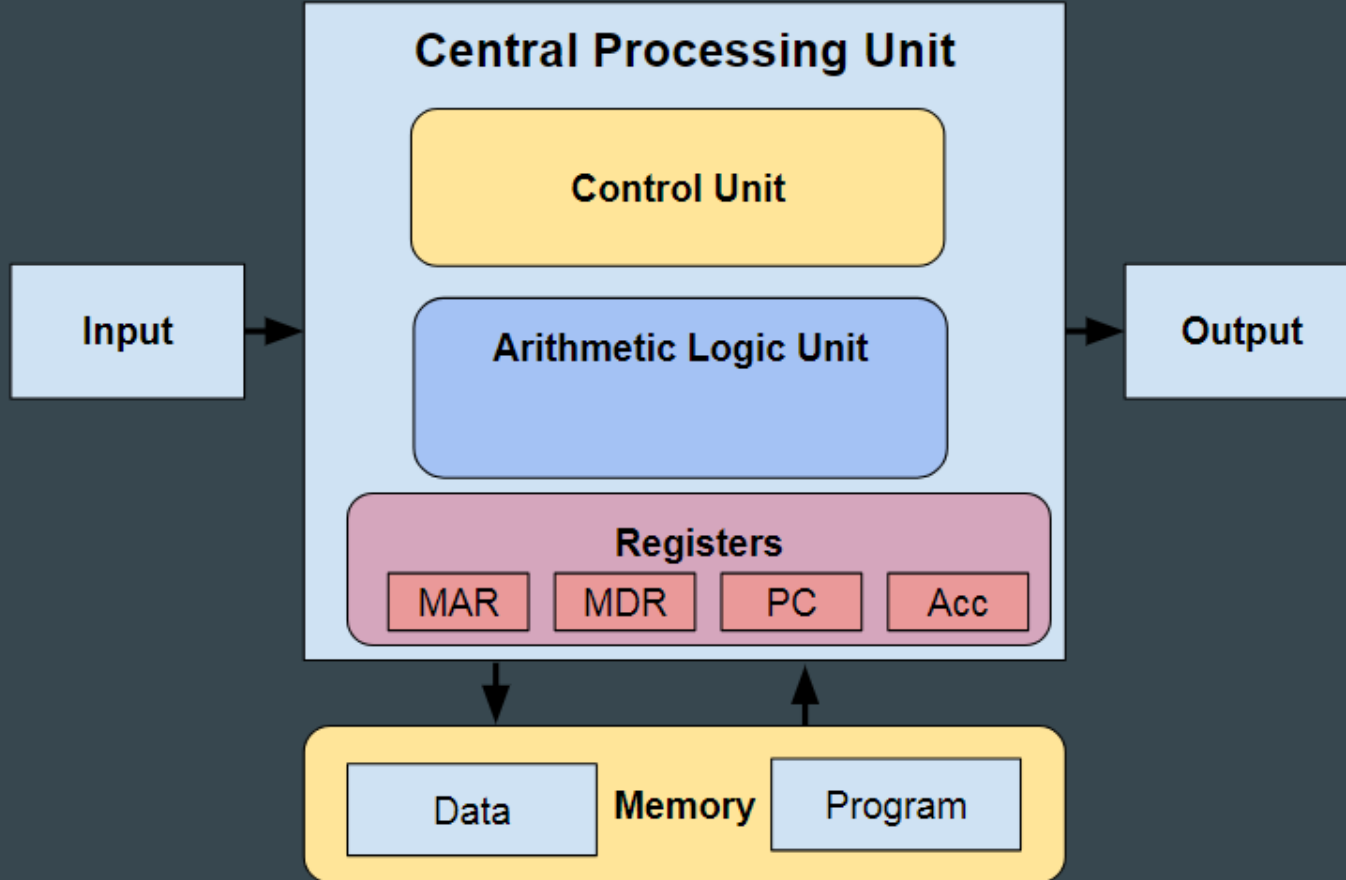 Central Processing Unit
Control Unit
Input
Arithmetic Logic Unit
Output
Registers
MAR MDR PC Acc
Data Memory Program